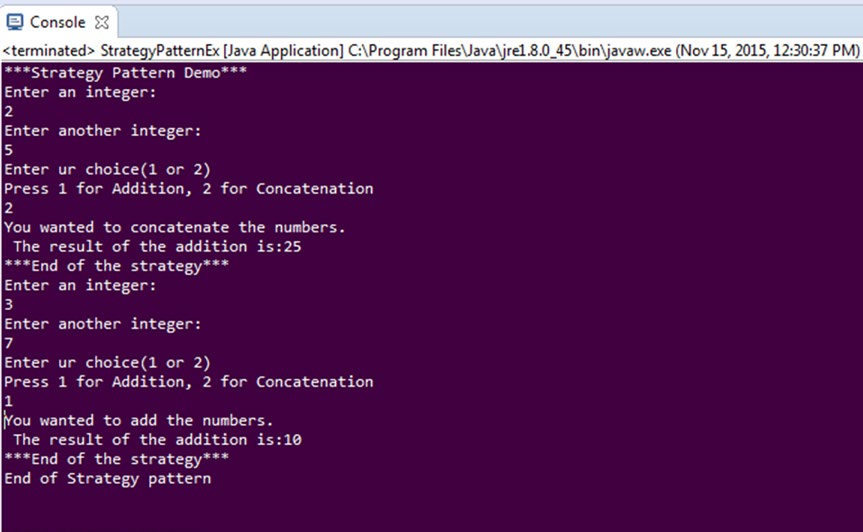 Console
<terminated> StrategyPatternEx [Java Application] C:\Program Files\Java\jre1.8.0_45\bin\javaw.exe (Nov 15, 2015, 12:30:37 PM)
***Strategy Pattern Demo***
Enter an integer:
2
Enter another integer:
5
Enter ur choice(1 or 2)
Press 1 for Addition, 2 for Concatenation
2
You wanted to concatenate the numbers.
 The result of the addition is:25
***End of the strategy***
Enter an integer:
3
Enter another integer:
7
Enter ur choice(1 or 2)
Press 1 for Addition, 2 for Concatenation
1
You wanted to add the numbers.
 The result of the addition is:10
***End of the strategy***
End of Strategy pattern